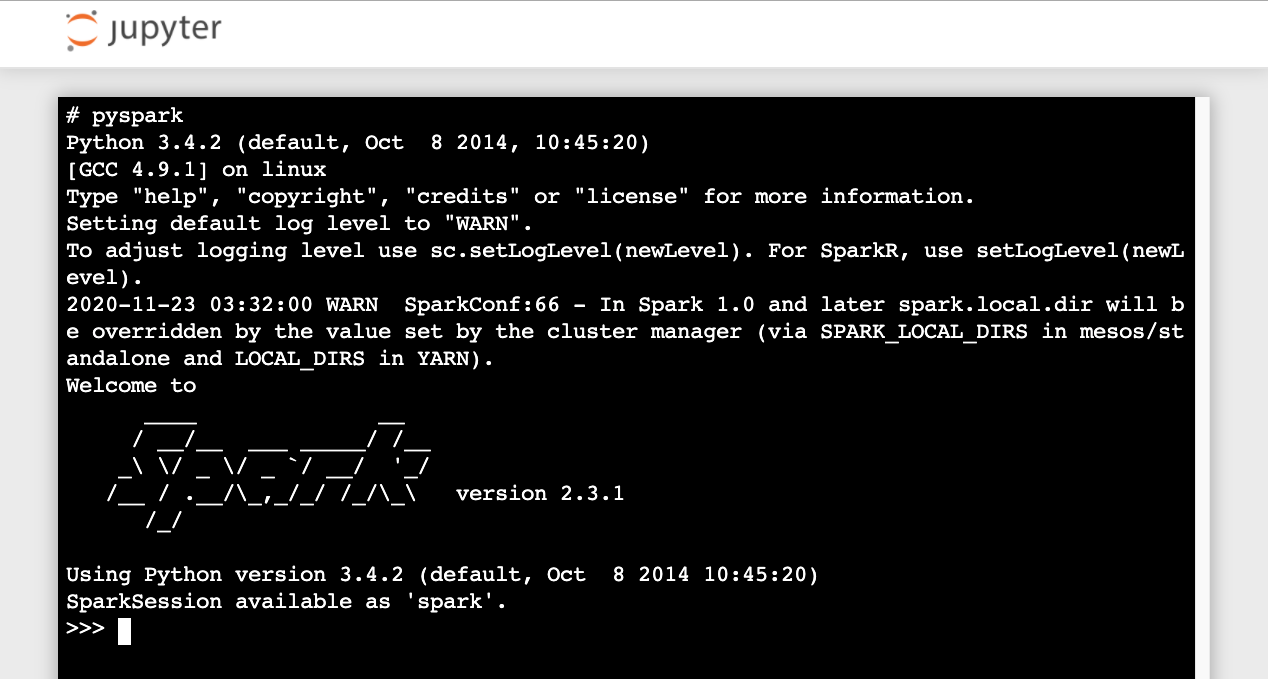 jupyter
# pyspark
Python 3.4.2 (default, Oct  8 2014, 10:45:20)
[GCC 4.9.1] on linux
Type "help", "copyright", "credits" or "license" for more information.
Setting default log level to "WARN".
To adjust logging level use sc.setLogLevel(newLevel). For SparkR, use setLogLevel(newL
evel).
2020-11-23 03:32:00 WARN  SparkConf:66 - In Spark 1.0 and later spark.local.dir will b
e overridden by the value set by the cluster manager (via SPARK_LOCAL_DIRS in mesos/st
andalone and LOCAL_DIRS in YARN).
Welcome to
      ____              __
     / __/__  ___ _____/ /__
    _\ \/ _ \/ _ `/ __/  '_/
   /__ / .__/\_,_/_/ /_/\_\   version 2.3.1
      /_/
Using Python version 3.4.2 (default, Oct  8 2014 10:45:20)
SparkSession available as 'spark'.
>>>